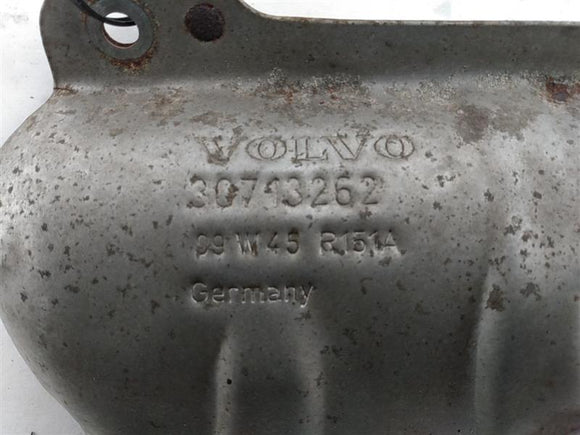 VOLVO
30713262
09 W 45 R151A
Germany